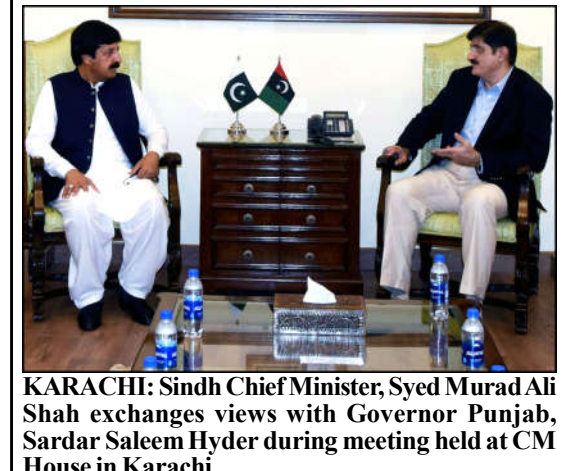 KARACHI: Sindh Chief Minister, Syed Murad Ali
Shah exchanges views with Governor Punjab,
Sardar Saleem Hyder during meeting held at CM
House in Karachi